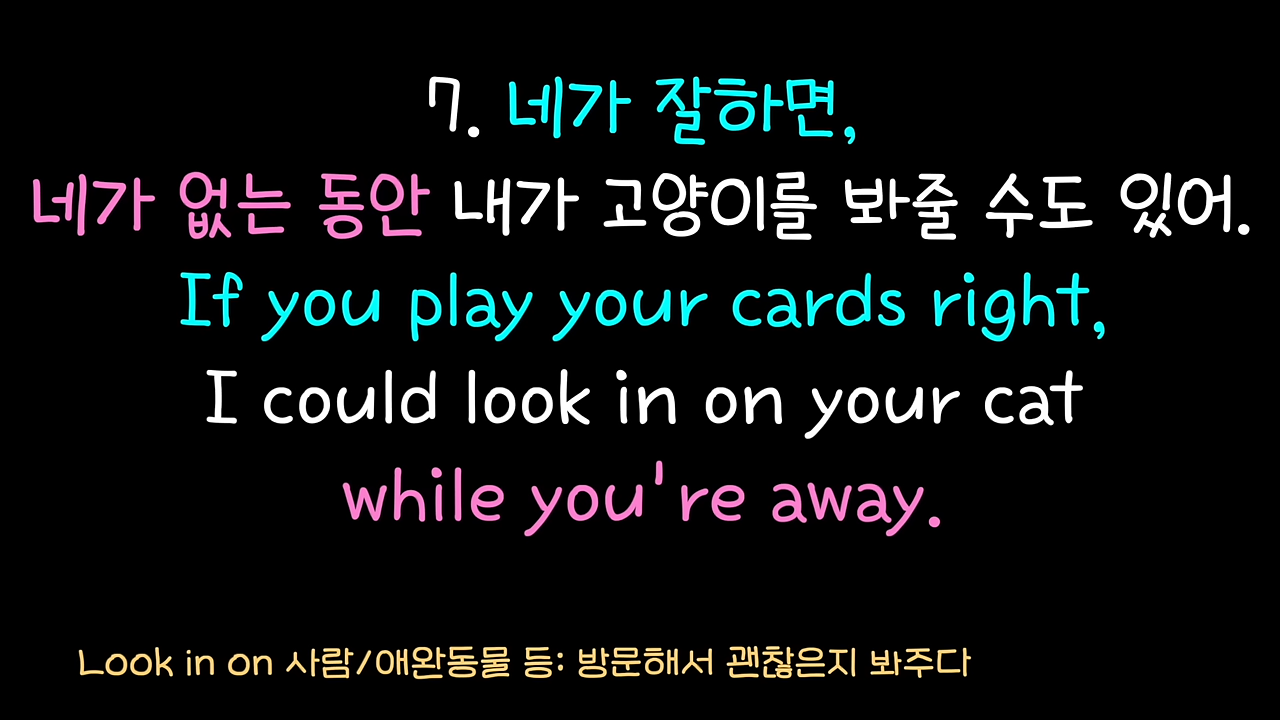 7. 네가 잘하면,
네가 없는 동안 내가 고양이를 봐줄 수도 있어.
If you play your cards right,
I could look in on your cat
while you're away.
Look in on 사람/애완동물 등: 방문해서 괜찮은지 봐주다